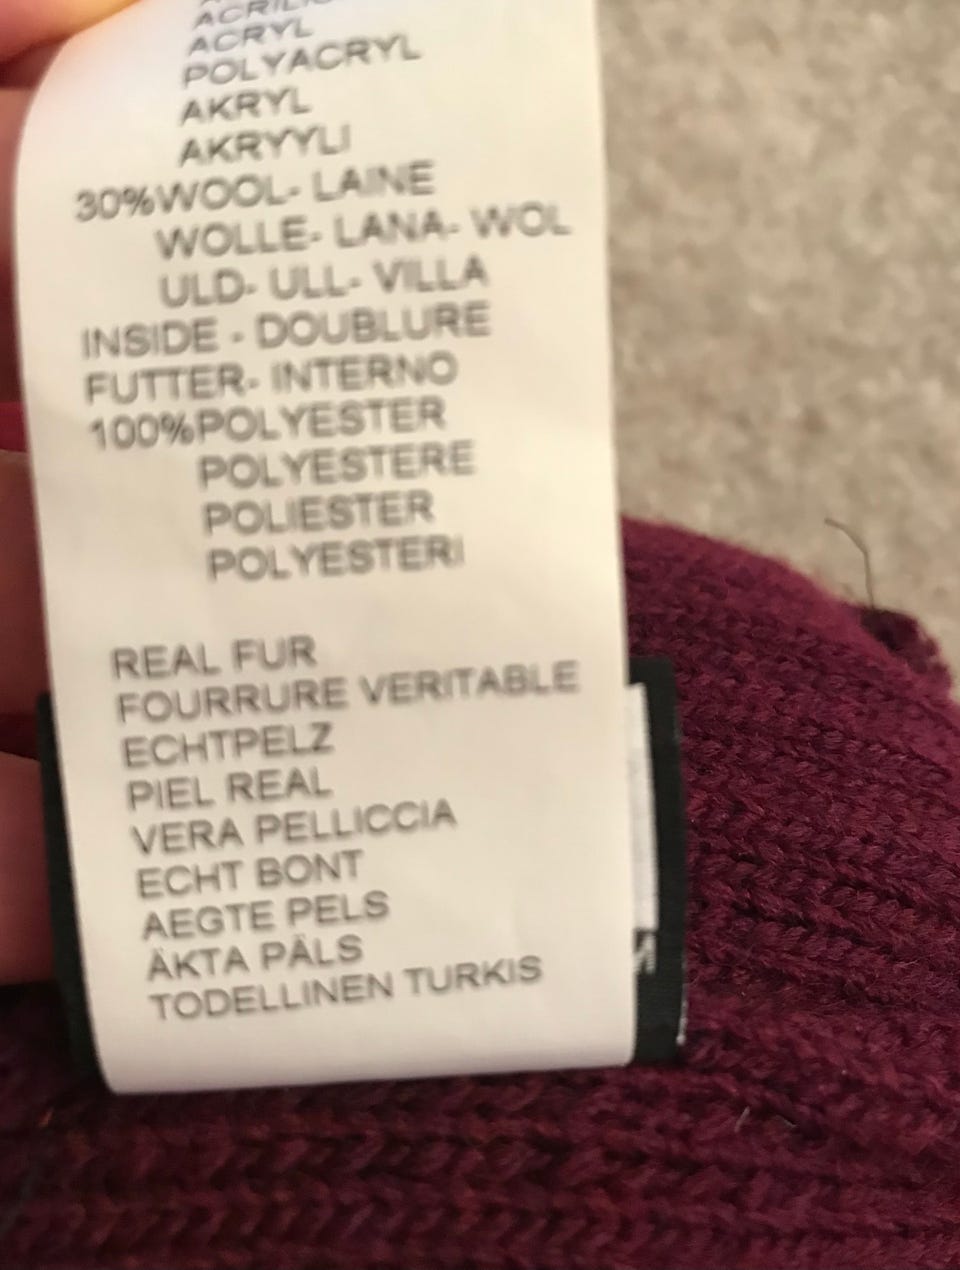 ACRYL
POLYACRYL
AKRYL
AKRYYLI
30%WOOL- LAINE
WOLLE- LANA- WOL
ULD- ULL- VILLA
INSIDE - DOUBLURE
FUTTER- INTERNO
100%POLYESTER
POLYESTERE
POLIESTER
POLYESTERI
REAL FUR
FOURRURE VERITABLE
ECHTPELZ
PIEL REAL
VERA PELLICCIA
ECHT BONT
AEGTE PELS
ÄKTA PÄLS
TODELLINEN TURKIS